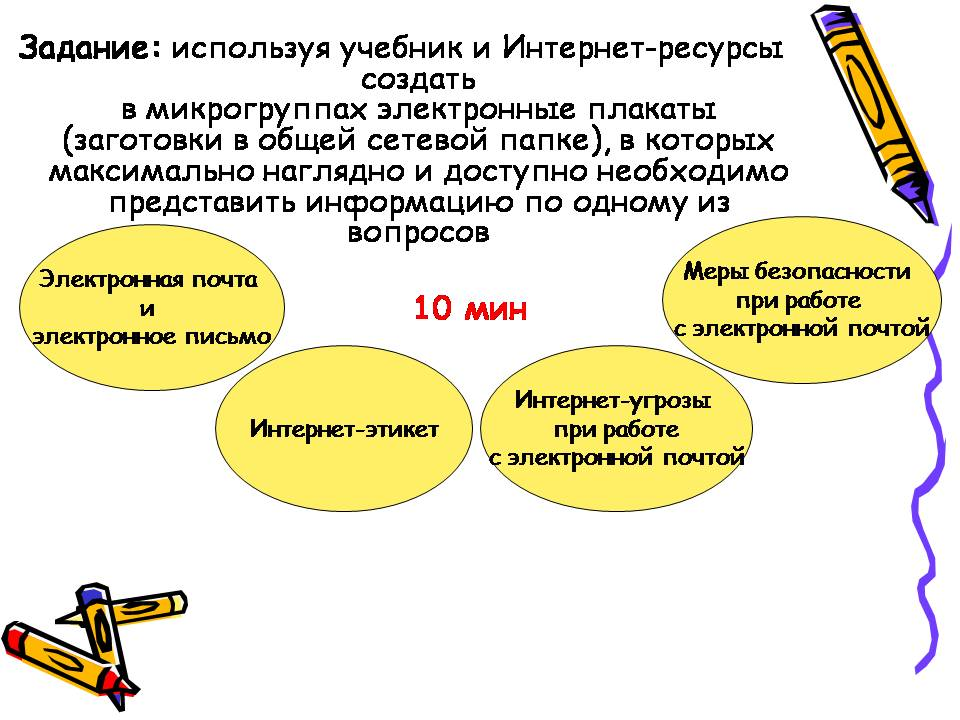 Задание: используя учебник и Интернет-ресурсы
создать
в микрогруппах электронные плакаты
(заготовки в общей сетевой папке), в которых
максимально наглядно и доступно необходимо
представить информацию по одному из
вопросов
Электронная почта
и
электронное письмо
10 мин
Меры безопасности
при работе
с электронной почтой
Интернет-этикет
Интернет-угрозы
при работе
с электронной почтой